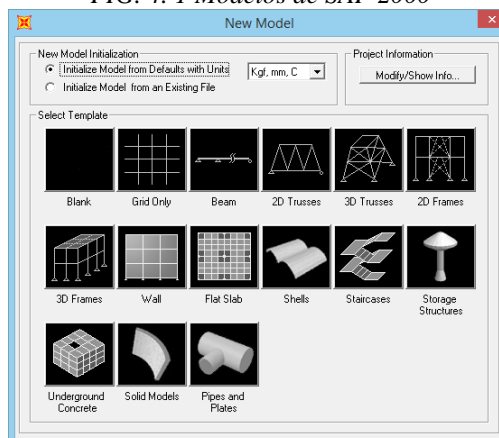 FIG. 4. 1 Modelos de SAP 2000
New Model
New Model Initialization
Project Information
Initialize Model from Defaults with Units
Kgf, mm, C
Modify/Show Info...
Initialize Model from an Existing File
Select Template
Blank
Grid Only
Beam
2D Trusses
3D Trusses
2D Frames
3D Frames
Wall
Flat Slab
Shells
Staircases
Storage
Structures
Underground
Concrete
Solid Models
Pipes and
Plates